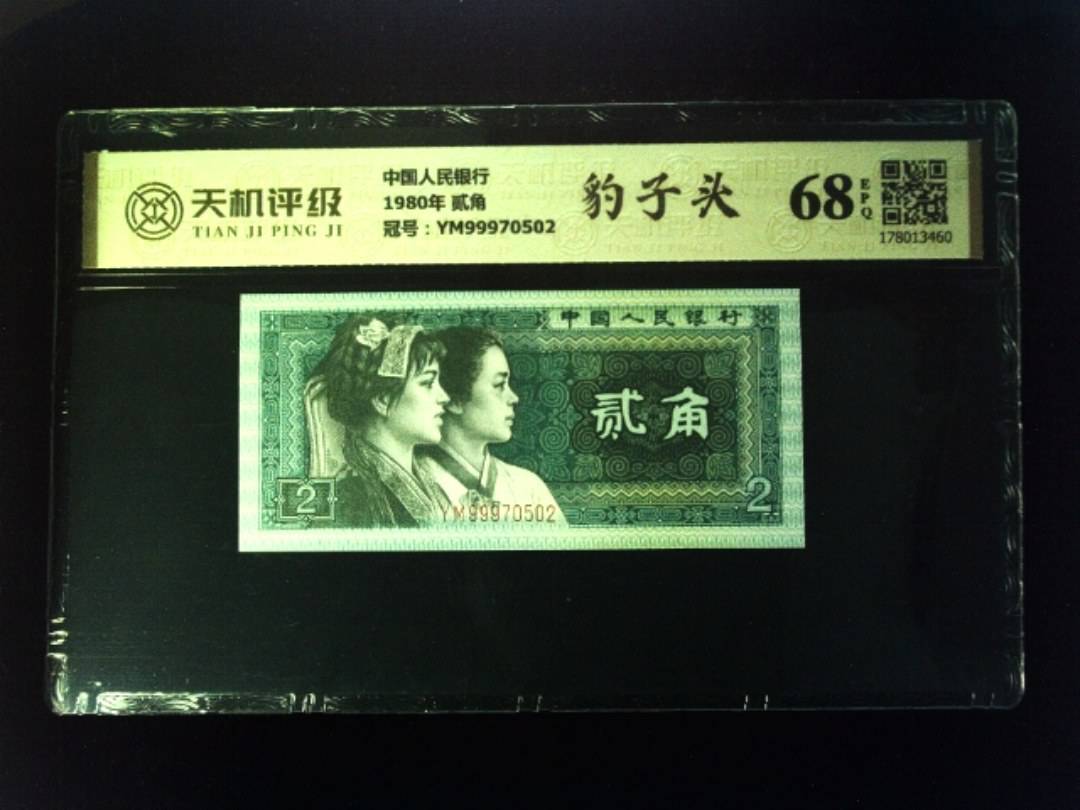 天机评级
TIAN JI PING JI
中国人民银行
1980年 贰角
冠号：YM99970502
豹子头
68
EPQ
178013460
中国人民银行
贰角
2
YM99970502
2